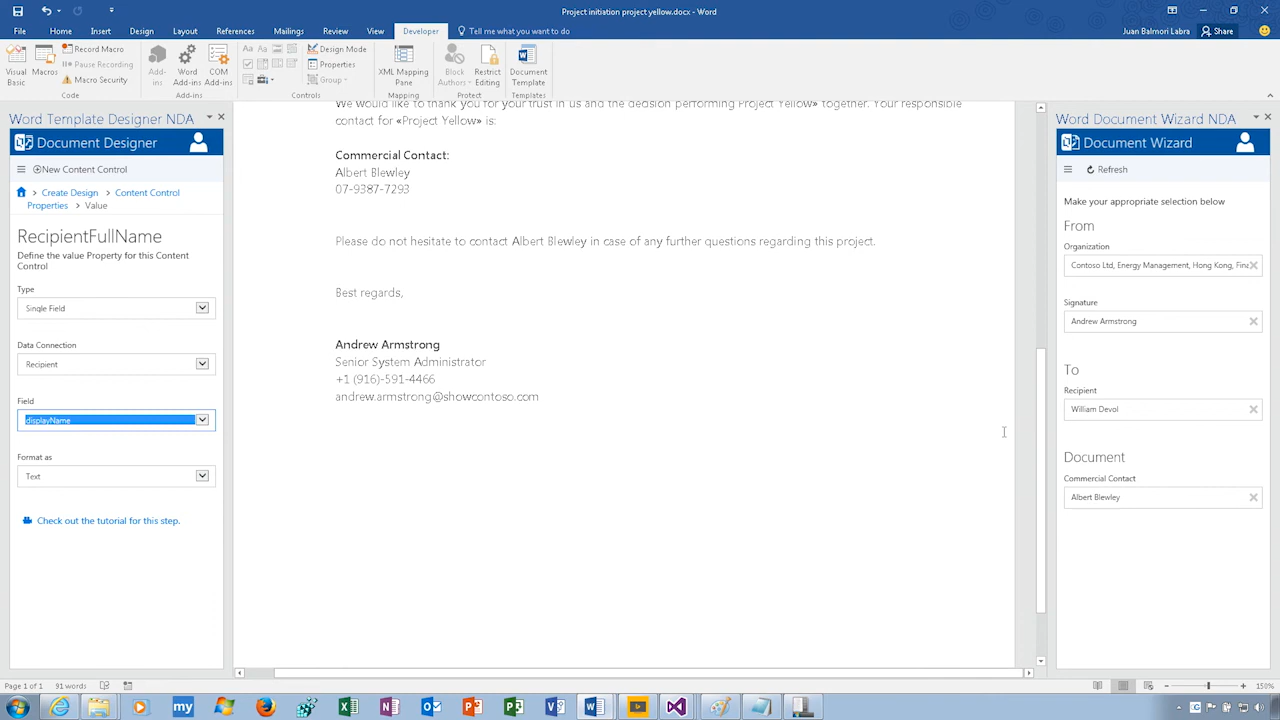 Project initiation project yellow.docx - Word
File Home Insert Design Layout References Mailings Review View Developer Tell me what you want to do
Juan Balmori Labra Share
Visual Basic
Macros
Record Macro
Pause Recording
Macro Security
Code
Add-ins
Word Add-ins
COM Add-ins
Add-ins
Aa Aa
Design Mode
Properties
Group
Controls
XML Mapping Pane
Mapping
Block Authors
Restrict Editing
Protect
Document Template
Templates
Word Template Designer NDA
Document Designer
New Content Control
> Create Design > Content Control
Properties > Value
RecipientFullName
Define the value Property for this Content
Control
Type
Single Field
Data Connection
Recipient
Field
displayName
Format as
Text
Check out the tutorial for this step.
We would like to thank you for your trust in us and the decision performing Project Yellow» together. Your responsible
contact for «Project Yellow» is:
Commercial Contact:
Albert Blewley
07-9387-7293
Please do not hesitate to contact Albert Blewley in case of any further questions regarding this project.
Best regards,
Andrew Armstrong
Senior System Administrator
+1 (916)-591-4466
andrew.armstrong@showcontoso.com
Word Document Wizard NDA
Document Wizard
Refresh
Make your appropriate selection below
From
Organization
Contoso Ltd, Energy Management, Hong Kong, Fina
Signature
Andrew Armstrong
To
Recipient
William Devol
Document
Commercial Contact
Albert Blewley
Page 1 of 1 91 words
150%
my